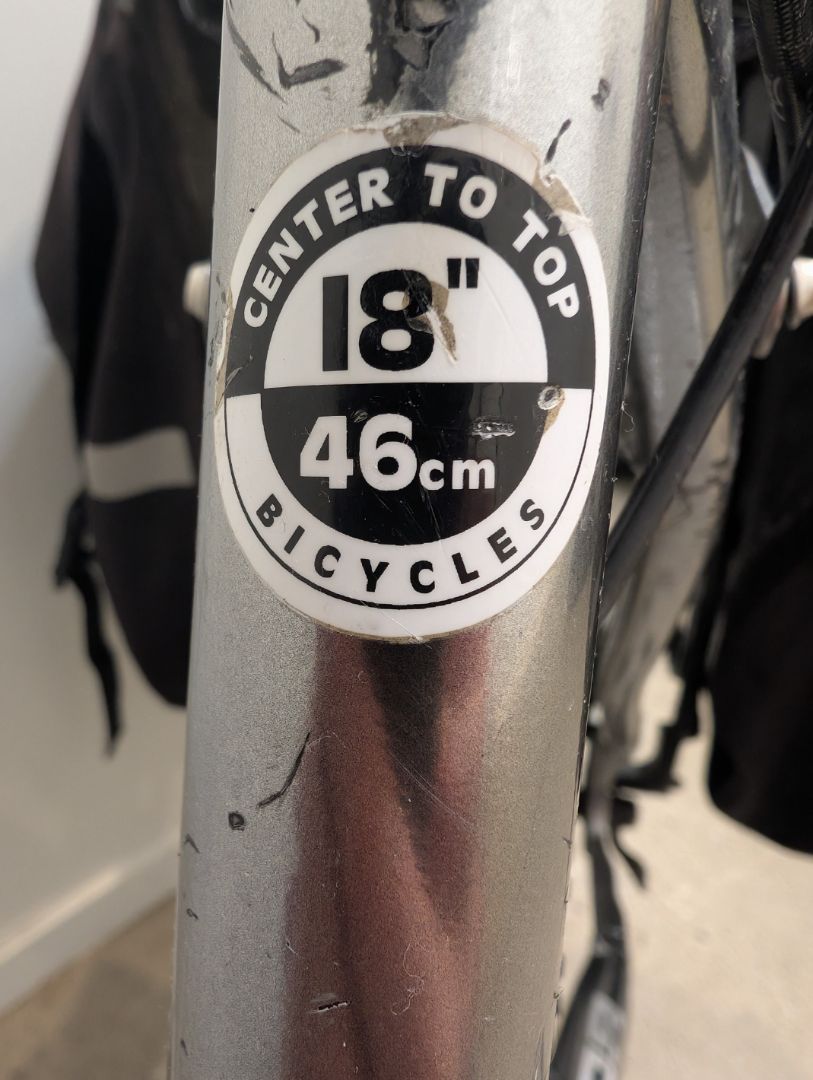 CENTER TO TOP
18"
46cm
BICYCLES